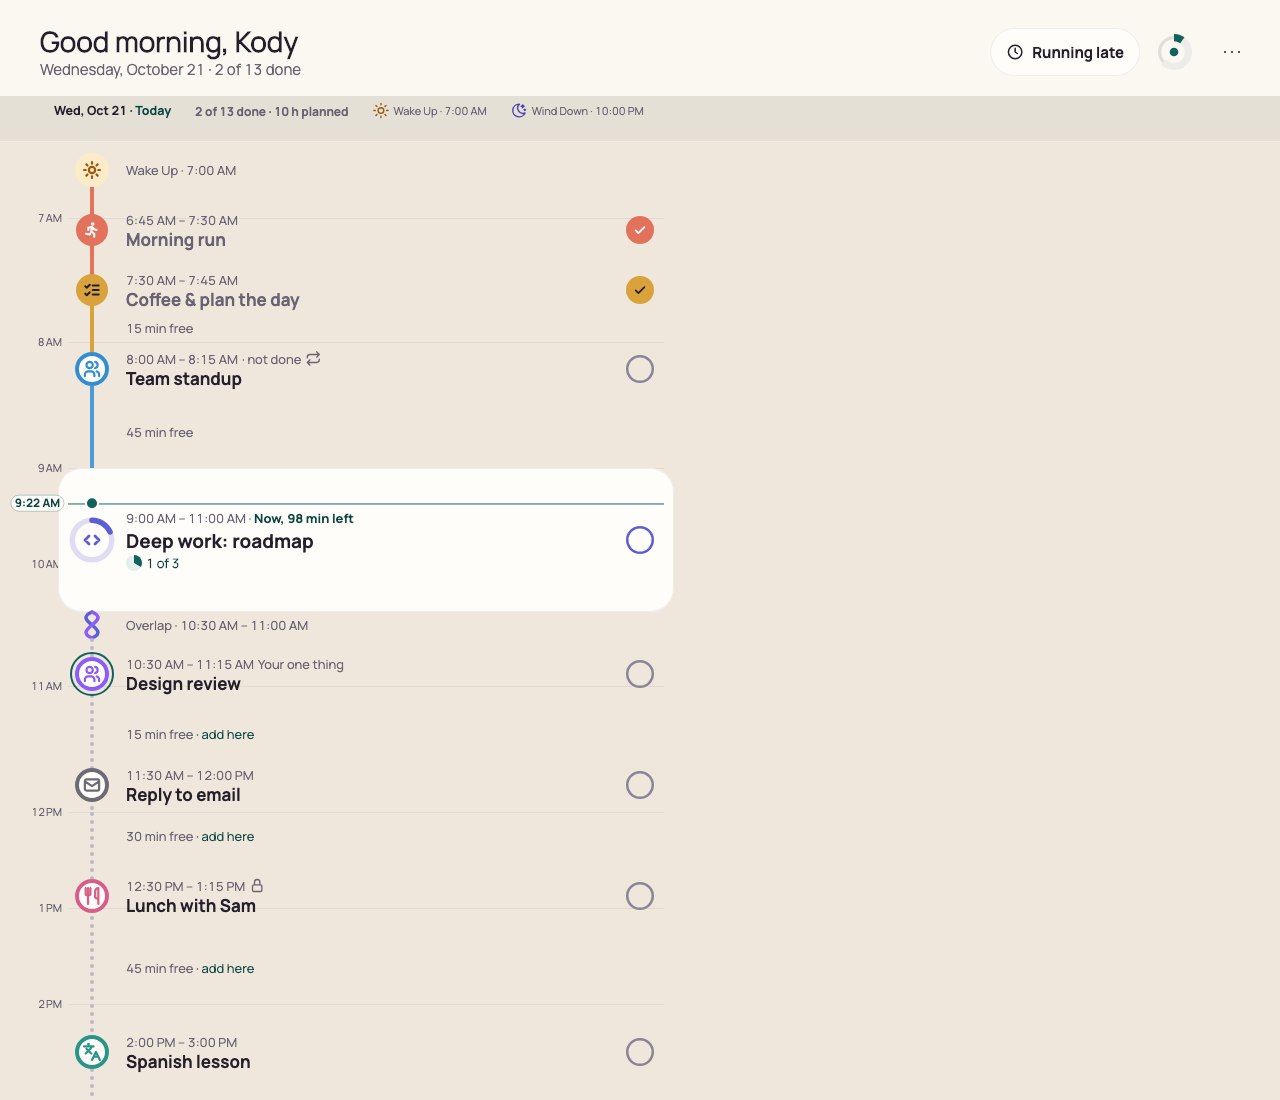 Good morning, Kody
Wednesday, October 21 · 2 of 13 done
Running late
Wed, Oct 21 · Today
2 of 13 done · 10 h planned
Wake Up · 7:00 AM
Wind Down · 10:00 PM
Wake Up · 7:00 AM
7 AM
6:45 AM – 7:30 AM
Morning run
7:30 AM – 7:45 AM
Coffee & plan the day
15 min free
8 AM
8:00 AM – 8:15 AM · not done
Team standup
45 min free
9 AM
9:22 AM
9:00 AM – 11:00 AM · Now, 98 min left
Deep work: roadmap
1 of 3
10 AM
Overlap · 10:30 AM – 11:00 AM
10:30 AM – 11:15 AM Your one thing
Design review
11 AM
15 min free · add here
11:30 AM – 12:00 PM
Reply to email
12 PM
30 min free · add here
12:30 PM – 1:15 PM
Lunch with Sam
1 PM
45 min free · add here
2 PM
2:00 PM – 3:00 PM
Spanish lesson